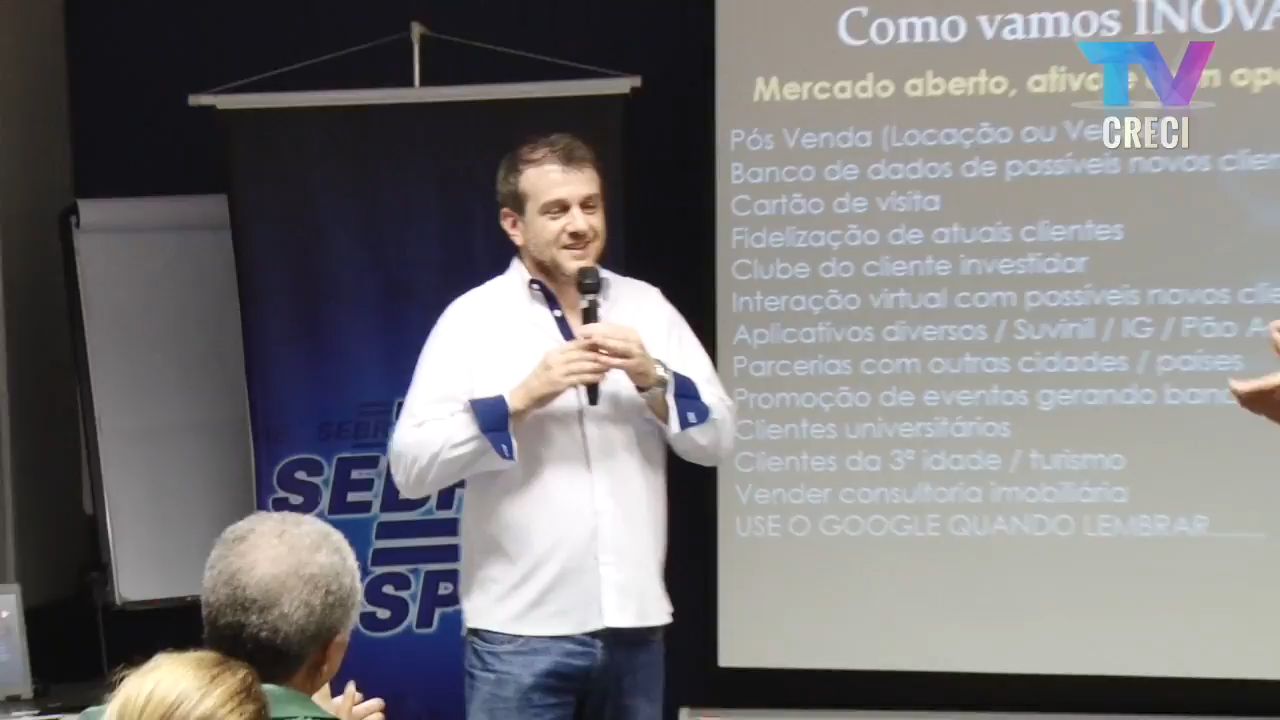 Como vamos INOVA
Mercado aberto, ativo e
TV
CRECI
Pós Venda (Locação ou
Banco de dados de possíveis novos
Cartão de visita
Fidelização de atuais clientes
Clube do cliente investidor
Interação virtual com possíveis novos
Aplicativos diversos / Suvinil / IG / Pão
Parcerias com outras cidades / países
Promoção de eventos gerando
Clientes universitários
Clientes da 3ª idade / turismo
Vender consultoria imobiliária
USE O GOOGLE QUANDO LEMBRAR......
SP